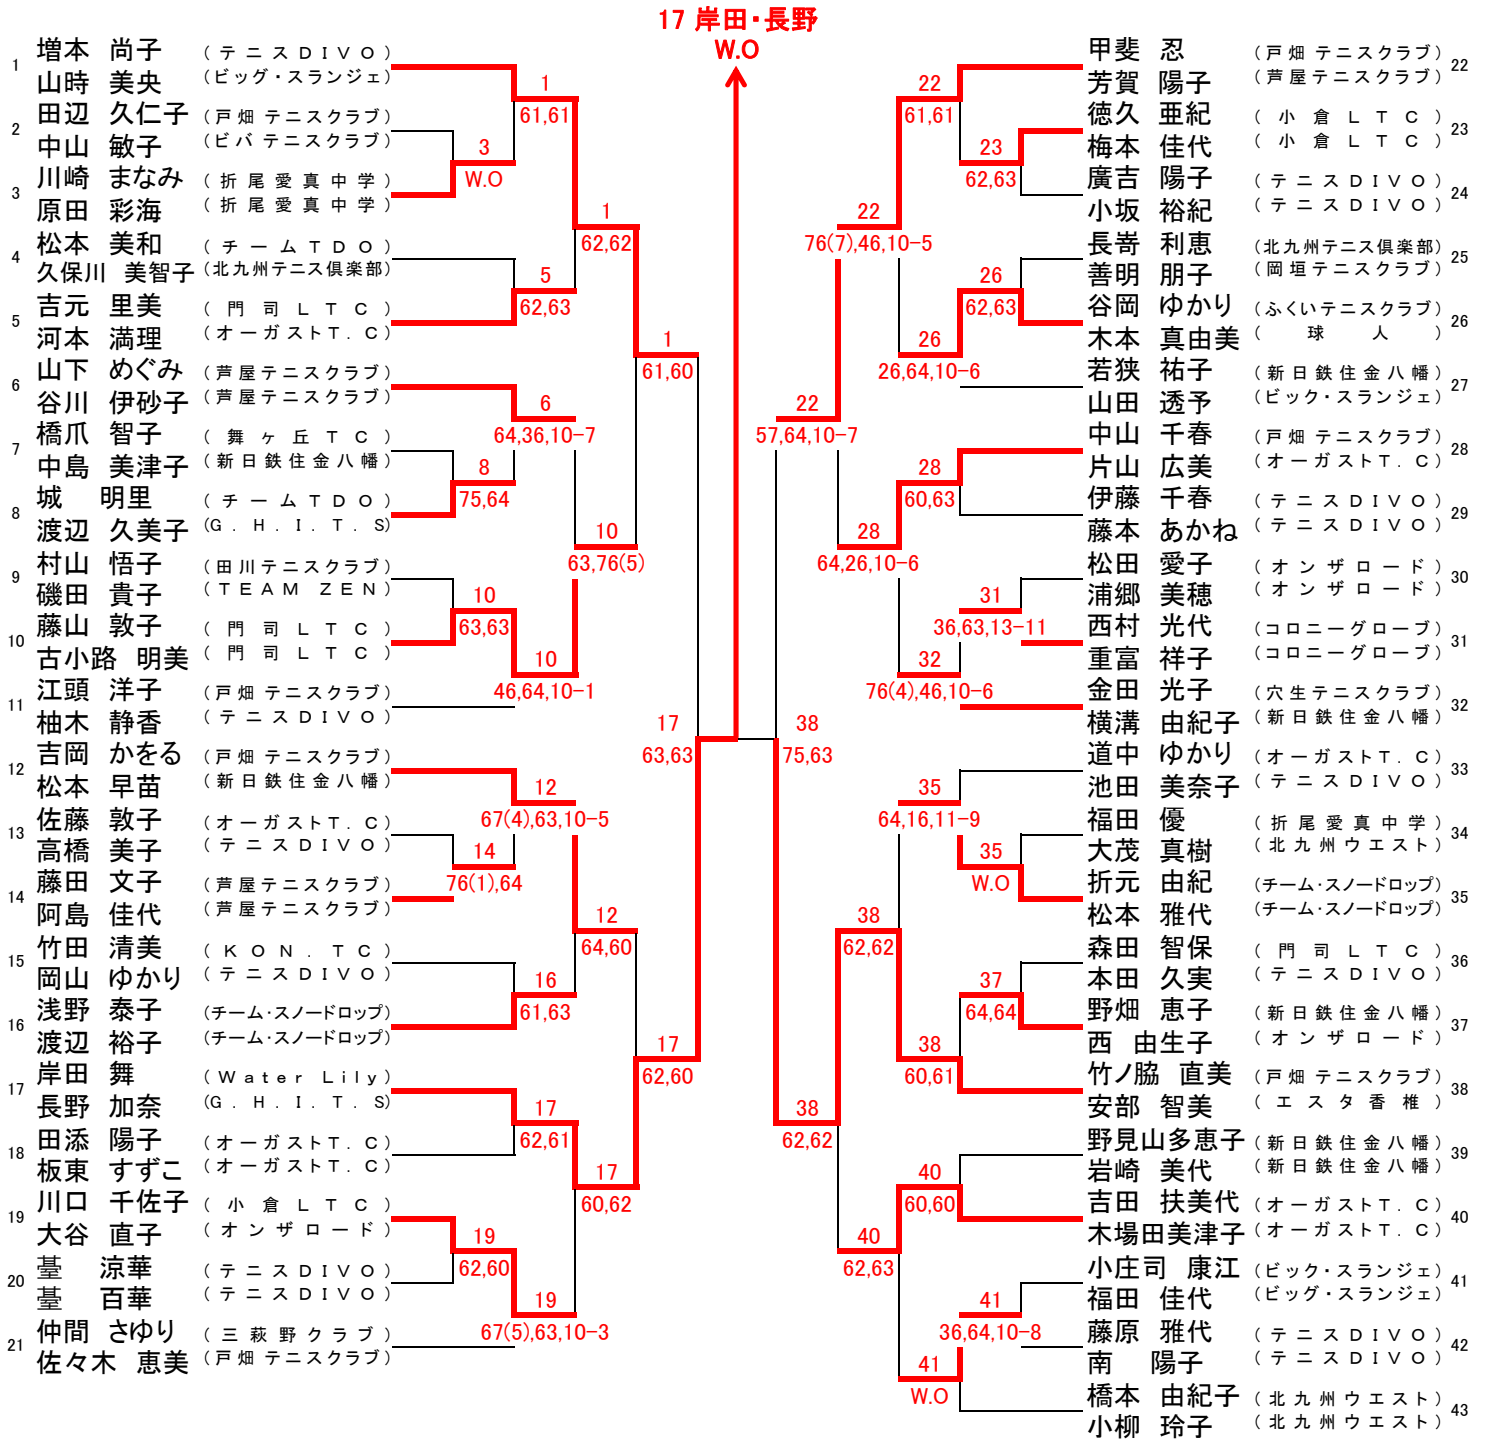 17 岸田・長野
W.O
1 増本 尚子 (テニスDIVO)
山時 美央 (ビッグ・スランジェ)
2 田辺 久仁子 (戸畑テニスクラブ)
中山 敏子 (ビバテニスクラブ)
3 川崎 まなみ (折尾愛真中学)
原田 彩海 (折尾愛真中学)
4 松本 美和 (チームTDO)
久保川 美智子 (北九州テニス倶楽部)
5 吉元 里美 (門司LTC)
河本 満理 (オーガストT.C)
6 山下 めぐみ (芦屋テニスクラブ)
谷川 伊砂子 (芦屋テニスクラブ)
7 橋爪 智子 (舞ヶ丘TC)
中島 美津子 (新日鉄住金八幡)
8 城 明里 (チームTDO)
渡辺 久美子 (G.H.I.T.S)
9 村山 悟子 (田川テニスクラブ)
磯田 貴子 (TEAM ZEN)
10 藤山 敦子 (門司LTC)
古小路 明美 (門司LTC)
11 江頭 洋子 (戸畑テニスクラブ)
柚木 静香 (テニスDIVO)
12 吉岡 かをる (戸畑テニスクラブ)
松本 早苗 (新日鉄住金八幡)
13 佐藤 敦子 (オーガストT.C)
高橋 美子 (テニスDIVO)
14 藤田 文子 (芦屋テニスクラブ)
阿島 佳代 (芦屋テニスクラブ)
15 竹田 清美 (KON.TC)
岡山 ゆかり (テニスDIVO)
16 浅野 泰子 (チーム・スノードロップ)
渡辺 裕子 (チーム・スノードロップ)
17 岸田 舞 (Water Lily)
長野 加奈 (G.H.I.T.S)
18 田添 陽子 (オーガストT.C)
板東 すずこ (オーガストT.C)
19 川口 千佐子 (小倉LTC)
大谷 直子 (オンザロード)
20 臺 涼華 (テニスDIVO)
臺 百華 (テニスDIVO)
21 仲間 さゆり (三萩野クラブ)
佐々木 恵美 (戸畑テニスクラブ)
3
W.O
8
75,64
10
63,63
14
76(1),64
19
62,60
1
61,61
5
62,63
6
64,36,10-7
10
46,64,10-1
12
67(4),63,10-5
16
61,63
17
62,61
19
67(5),63,10-3
1
62,62
10
63,76(5)
12
64,60
17
60,62
1
61,60
17
62,60
17
63,63
38
75,63
22
57,64,10-7
38
62,62
22
76(7),46,10-5
28
64,26,10-6
38
62,62
40
62,63
22
61,61
26
26,64,10-6
28
60,63
32
76(4),46,10-6
35
64,16,11-9
38
60,61
40
60,60
41
W.O
23
62,63
26
62,63
31
36,63,13-11
35
W.O
37
64,64
41
36,64,10-8
甲斐 忍 (戸畑テニスクラブ) 22
芳賀 陽子 (芦屋テニスクラブ)
徳久 亜紀 (小倉LTC) 23
梅本 佳代 (小倉LTC)
廣吉 陽子 (テニスDIVO) 24
小坂 裕紀 (テニスDIVO)
長嵜 利恵 (北九州テニス倶楽部) 25
善明 朋子 (岡垣テニスクラブ)
谷岡 ゆかり (ふくいテニスクラブ) 26
木本 真由美 (球人)
若狭 祐子 (新日鉄住金八幡) 27
山田 透予 (ビック・スランジェ)
中山 千春 (戸畑テニスクラブ) 28
片山 広美 (オーガストT.C)
伊藤 千春 (テニスDIVO) 29
藤本 あかね (テニスDIVO)
松田 愛子 (オンザロード) 30
浦郷 美穂 (オンザロード)
西村 光代 (コロニーグローブ) 31
重富 祥子 (コロニーグローブ)
金田 光子 (穴生テニスクラブ) 32
横溝 由紀子 (新日鉄住金八幡)
道中 ゆかり (オーガストT.C) 33
池田 美奈子 (テニスDIVO)
福田 優 (折尾愛真中学) 34
大茂 真樹 (北九州ウエスト)
折元 由紀 (チーム・スノードロップ) 35
松本 雅代 (チーム・スノードロップ)
森田 智保 (門司LTC) 36
本田 久実 (テニスDIVO)
野畑 恵子 (新日鉄住金八幡) 37
西 由生子 (オンザロード)
竹ノ脇 直美 (戸畑テニスクラブ) 38
安部 智美 (エスタ香椎)
野見山多恵子 (新日鉄住金八幡) 39
岩崎 美代 (新日鉄住金八幡)
吉田 扶美代 (オーガストT.C) 40
木場田美津子 (オーガストT.C)
小庄司 康江 (ビック・スランジェ) 41
福田 佳代 (ビッグ・スランジェ)
藤原 雅代 (テニスDIVO) 42
南 陽子 (テニスDIVO)
橋本 由紀子 (北九州ウエスト) 43
小柳 玲子 (北九州ウエスト)